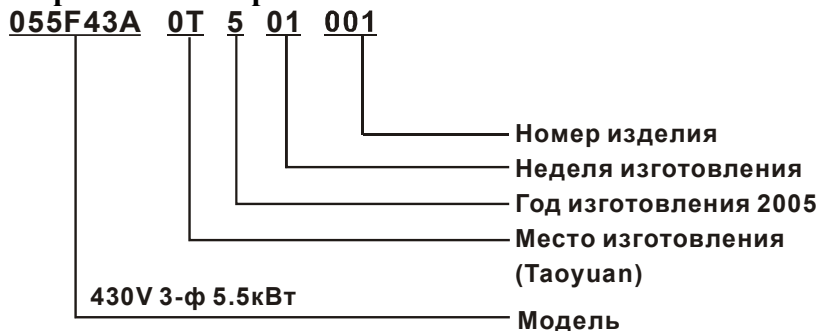 055F43A 0T 5 01 001
Номер изделия
Неделя изготовления
Год изготовления 2005
Место изготовления
(Taoyuan)
430V 3-ф 5.5кВт
Модель